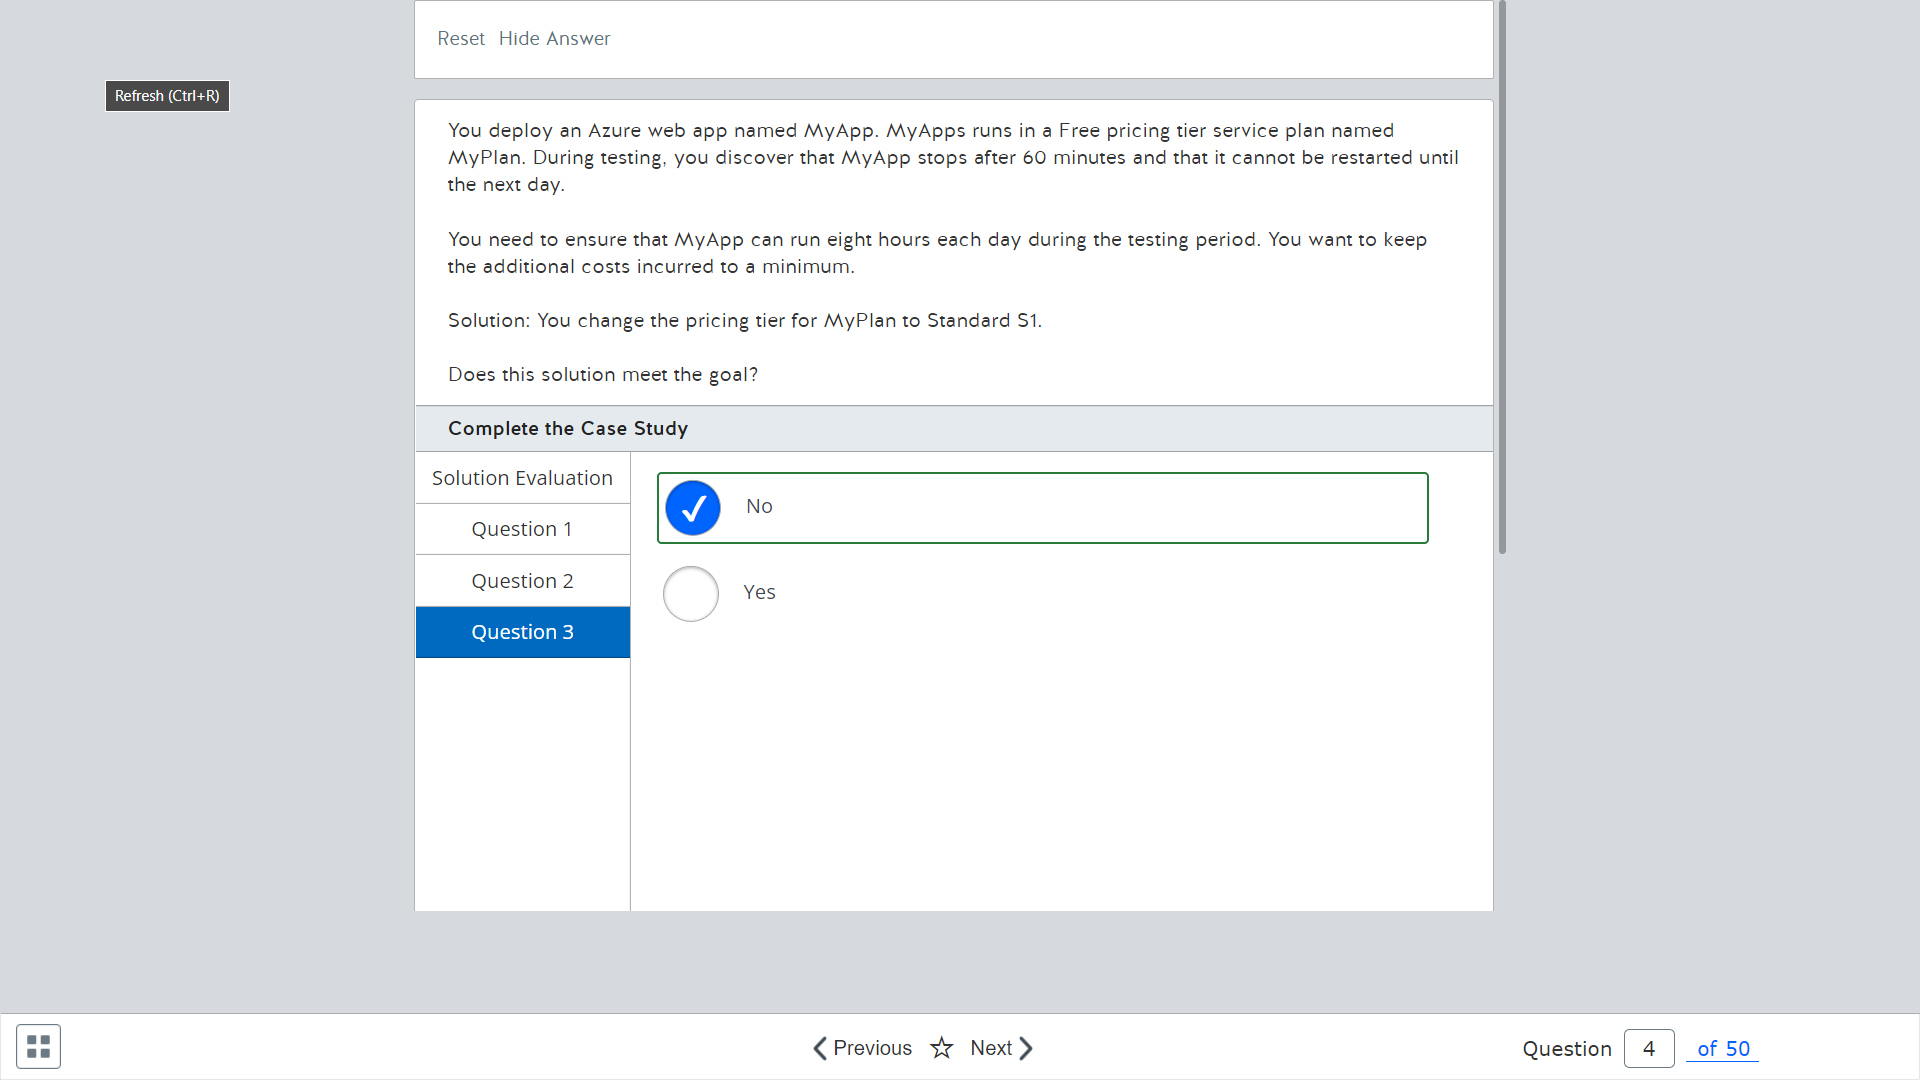 Reset Hide Answer
Refresh (Ctrl+R)
You deploy an Azure web app named MyApp. MyApps runs in a Free pricing tier service plan named
MyPlan. During testing, you discover that MyApp stops after 60 minutes and that it cannot be restarted until
the next day.
You need to ensure that MyApp can run eight hours each day during the testing period. You want to keep
the additional costs incurred to a minimum.
Solution: You change the pricing tier for MyPlan to Standard S1.
Does this solution meet the goal?
Complete the Case Study
Solution Evaluation
Question 1
Question 2
Question 3
No
Yes
Previous Next
Question 4 of 50